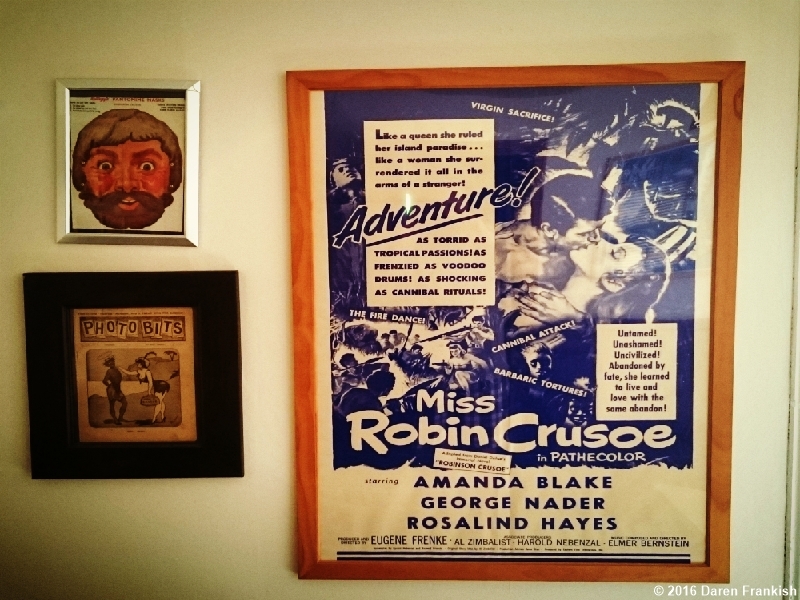 PHOTO BITS
VIRGIN SACRIFICE!
Like a queen she ruled
her island paradise...
like a woman she sur-
rendered it all in the
arms of a stranger!
Adventure!
AS TORRID AS
TROPICAL PASSIONS! AS
FRENZIED AS VOODOO
DRUMS! AS SHOCKING
AS CANNIBAL RITUALS!
THE FIRE DANCE!
CANNIBAL ATTACK!
BARBARIC TORTURES!
Untamed!
Unashamed!
Uncivilized!
Abandoned by
fate, she learned
to live and
love with the
same abandon!
Miss
Robin Crusoe
in PATHECOLOR
"ROBINSON CRUSOE"
starring AMANDA BLAKE
GEORGE NADER
ROSALIND HAYES
PRODUCED AND DIRECTED BY EUGENE FRENKE · AL ZIMBALIST · HAROLD NEBENZAL · ELMER BERNSTEIN
© 2016 Daren Frankish